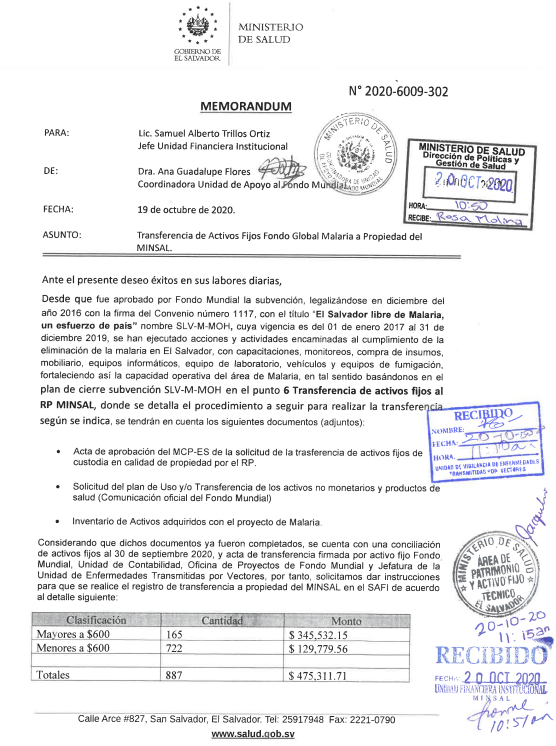 MINISTERIO
DE SALUD
GOBIERNO DE
EL SALVADOR
N° 2020-6009-302
MEMORANDUM
PARA: Lic. Samuel Alberto Trillos Ortiz
Jefe Unidad Financiera Institucional
MINISTERIO DE SALUD
MINISTERIO DE SALUD
Dirección de Políticas y
Gestión de Salud
20 OCT 2020
HORA: 10:50
RECIBE: Rosa Molina
DE: Dra. Ana Guadalupe Flores
Coordinadora Unidad de Apoyo al Fondo Mundial
FECHA: 19 de octubre de 2020.
ASUNTO: Transferencia de Activos Fijos Fondo Global Malaria a Propiedad del
MINSAL.
Ante el presente deseo éxitos en sus labores diarias,
Desde que fue aprobado por Fondo Mundial la subvención, legalizándose en diciembre del
año 2016 con la firma del Convenio número 1117, con el título "El Salvador libre de Malaria,
un esfuerzo de país" nombre SLV-M-MOH, cuya vigencia es del 01 de enero 2017 al 31 de
diciembre 2019, se han ejecutado acciones y actividades encaminadas al cumplimiento de la
eliminación de la malaria en El Salvador, con capacitaciones, monitoreos, compra de insumos,
mobiliario, equipos informáticos, equipo de laboratorio, vehículos y equipos de fumigación,
fortaleciendo así la capacidad operativa del área de Malaria, en tal sentido basándonos en el
plan de cierre subvención SLV-M-MOH en el punto 6 Transferencia de activos fijos al
RP MINSAL, donde se detalla el procedimiento a seguir para realizar la transferencia
según se indica, se tendrán en cuenta los siguientes documentos (adjuntos):
RECIBIDO
NOMBRE:
FECHA: 20-10-2020
HORA.
UNIDAD DE VIGILANCIA DE ENFERMEDADES
TRANSMITIDAS POR VECTORES
• Acta de aprobación del MCP-ES de la solicitud de la trasferencia de activos fijos de
custodia en calidad de propiedad por el RP.
• Solicitud del plan de Uso y/o Transferencia de los activos no monetarios y productos de
salud (Comunicación oficial del Fondo Mundial)
• Inventario de Activos adquiridos con el proyecto de Malaria.
Considerando que dichos documentos ya fueron completados, se cuenta con una conciliación
de activos fijos al 30 de septiembre 2020, y acta de transferencia firmada por activo fijo Fondo
Mundial, Unidad de Contabilidad, Oficina de Proyectos de Fondo Mundial y Jefatura de la
Unidad de Enfermedades Transmitidas por Vectores, por tanto, solicitamos dar instrucciones
para que se realice el registro de transferencia a propiedad del MINSAL en el SAFI de acuerdo
al detalle siguiente:
MINISTERIO DE SALUD
ÁREA DE
PATRIMONIO
Y ACTIVO FIJO
TECNICO
EL SALVADOR
20-10-20
11:15am
Clasificación Cantidad Monto
Mayores a $600 165 $ 345,532.15
Menores a $600 722 $ 129,779.56
Totales 887 $ 475,311.71
RECIBIDO
FECHA: 20 OCT 2020
UNIDAD FINANCIERA INSTITUCIONAL
MINSAL
Ivonne
10:51am
Calle Arce #827, San Salvador, El Salvador. Tel: 25917948 Fax: 2221-0790
www.salud.gob.sv